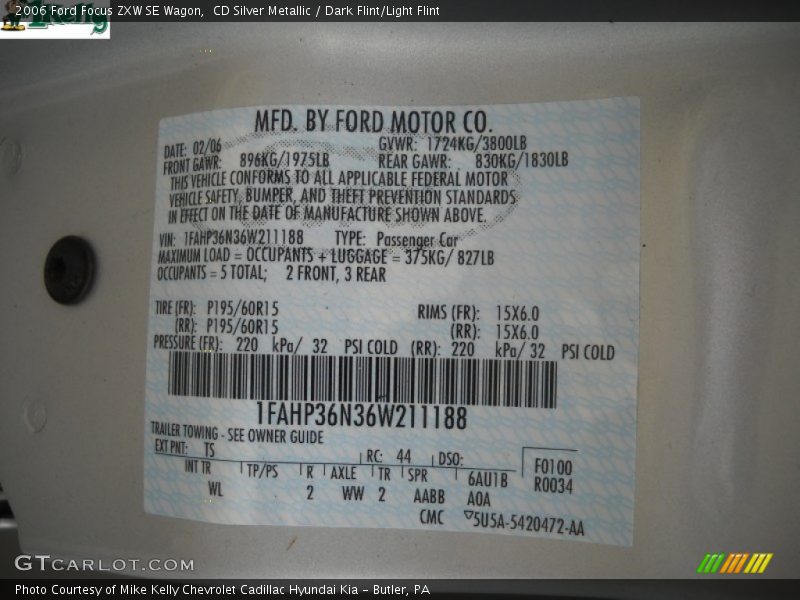 2006 Ford Focus ZXW SE Wagon,  CD Silver Metallic / Dark Flint/Light Flint
MFD. BY FORD MOTOR CO.
DATE: 02/06 GVWR: 1724KG/3800LB
FRONT GAWR: 896KG/1975LB REAR GAWR: 830KG/1830LB
THIS VEHICLE CONFORMS TO ALL APPLICABLE FEDERAL MOTOR
VEHICLE SAFETY, BUMPER, AND THEFT PREVENTION STANDARDS
IN EFFECT ON THE DATE OF MANUFACTURE SHOWN ABOVE.
VIN: 1FAHP36N36W211188 TYPE: Passenger Car
MAXIMUM LOAD = OCCUPANTS + LUGGAGE = 375KG/ 827LB
OCCUPANTS = 5 TOTAL; 2 FRONT, 3 REAR
TIRE (FR): P195/60R15 RIMS (FR): 15X6.0
(RR): P195/60R15 (RR): 15X6.0
PRESSURE (FR): 220 kPa/ 32 PSI COLD (RR): 220 kPa/ 32 PSI COLD
1FAHP36N36W211188
TRAILER TOWING - SEE OWNER GUIDE
EXT PNT: TS RC: 44 DSO: F0100
INT TR TP/PS R AXLE TR SPR 6AU1B R0034
WL 2 WW 2 AABB A0A
CMC 5U5A-5420472-AA
GTCARLOT.COM
Photo Courtesy of Mike Kelly Chevrolet Cadillac Hyundai Kia – Butler, PA